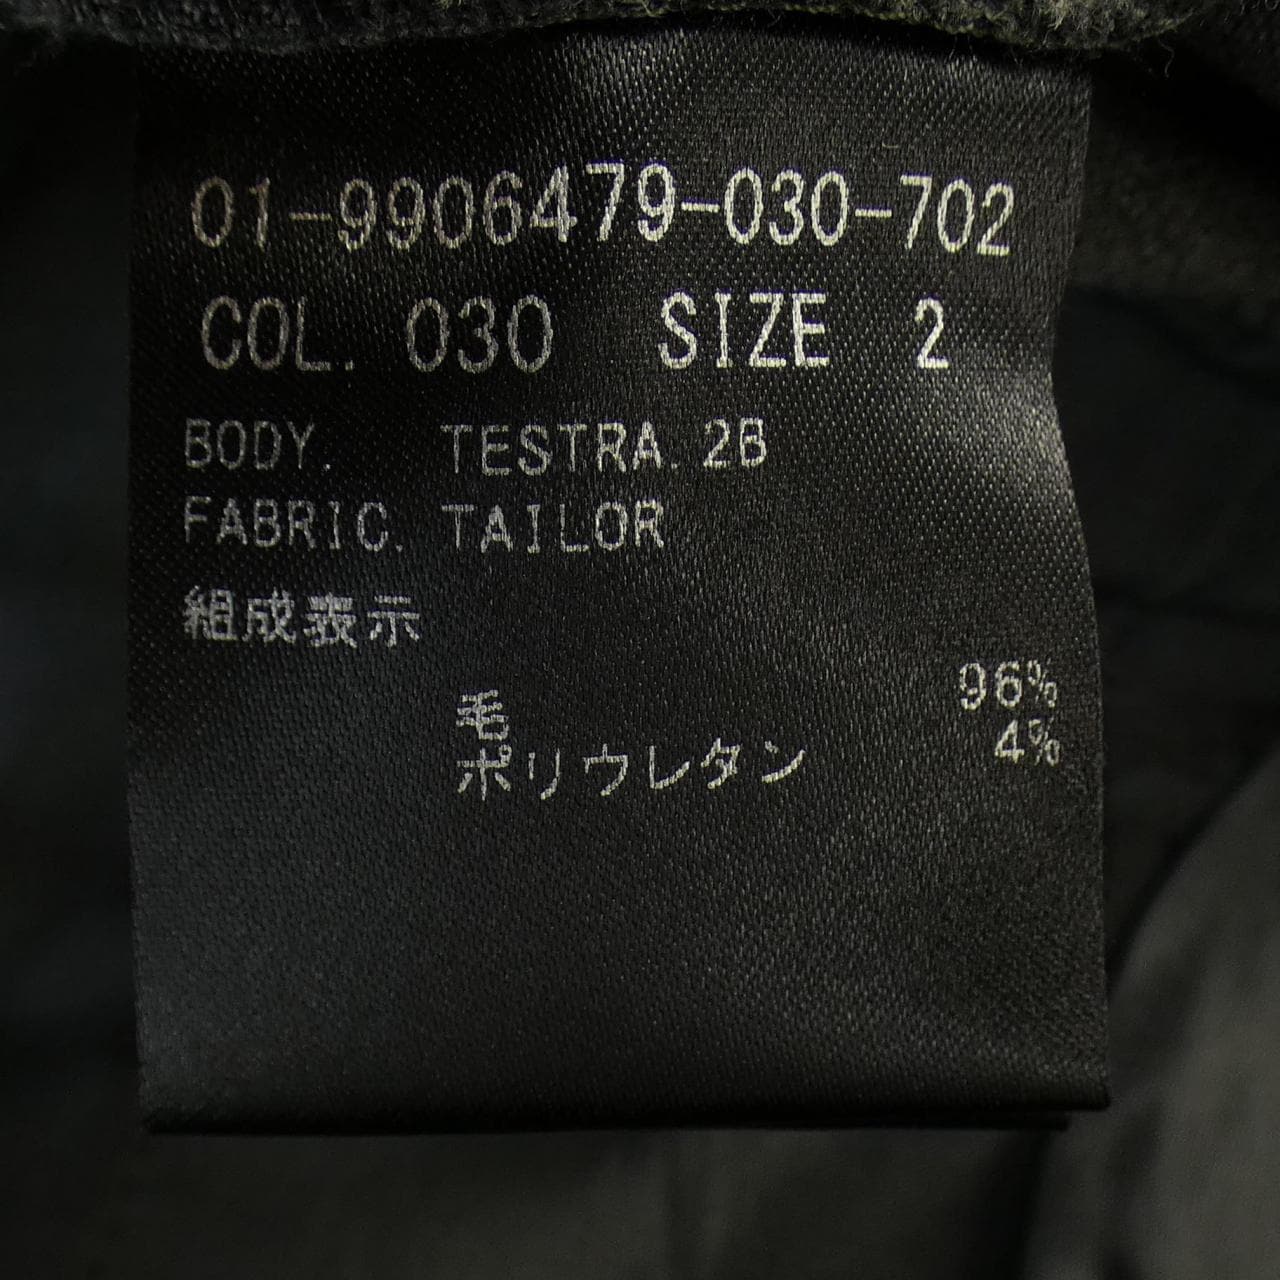 01-9906479-030-702
COL. 030 SIZE 2
BODY. TESTRA.2B
FABRIC. TAILOR
組成表示
毛 96%
ポリウレタン 4%